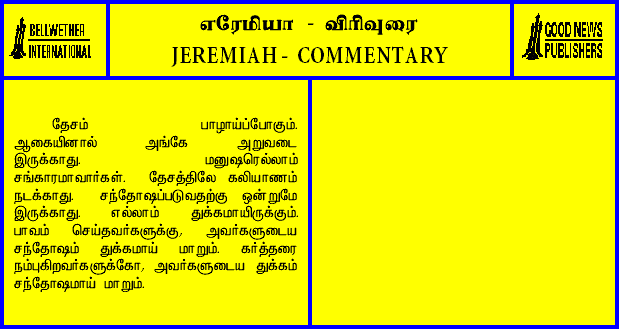 BELLWETHER
INTERNATIONAL
எரேமியா - விரிவுரை
JEREMIAH - COMMENTARY
GOOD NEWS
PUBLISHERS
தேசம் பாழாய்ப்போகும்.
ஆகையினால் அங்கே அறுவடை
இருக்காது. மனுஷரெல்லாம்
சங்காரமாவார்கள். தேசத்திலே கலியாணம்
நடக்காது. சந்தோஷப்படுவதற்கு ஒன்றுமே
இருக்காது. எல்லாம் துக்கமாயிருக்கும்.
பாவம் செய்தவர்களுக்கு, அவர்களுடைய
சந்தோஷம் துக்கமாய் மாறும். கர்த்தரை
நம்புகிறவர்களுக்கோ, அவர்களுடைய துக்கம்
சந்தோஷமாய் மாறும்.